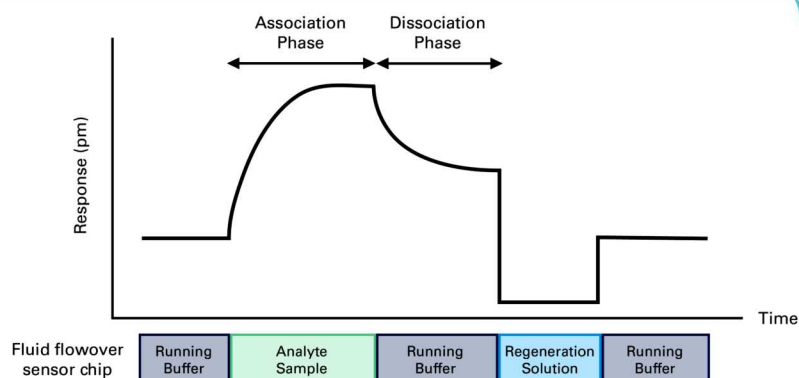 Association
Phase
Dissociation
Phase
Response (pm)
Time
Fluid flowover
sensor chip
Running
Buffer
Analyte
Sample
Running
Buffer
Regeneration
Solution
Running
Buffer